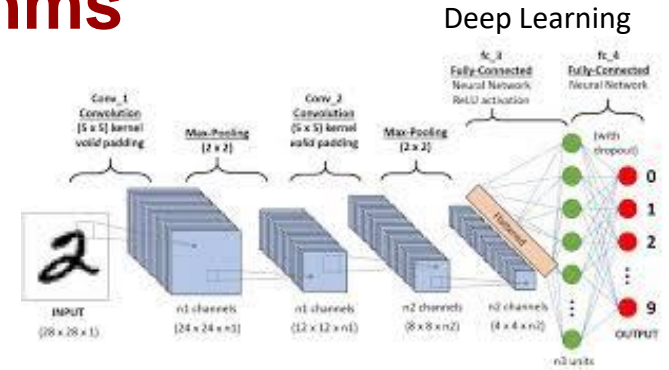 hms
Deep Learning
fc_3
Fully-Connected
Neural Network
ReLU activation
fc_4
Fully-Connected
Neural Network
Conv_1
Convolution
(5 x 5) kernel
valid padding
Max-Pooling
(2 x 2)
Conv_2
Convolution
(5 x 5) kernel
valid padding
Max-Pooling
(2 x 2)
(with
dropout)
Flattened
0
1
2
9
INPUT
(28 x 28 x 1)
n1 channels
(24 x 24 x n1)
n1 channels
(12 x 12 x n1)
n2 channels
(8 x 8 x n2)
n2 channels
(4 x 4 x n2)
OUTPUT
n3 units
2